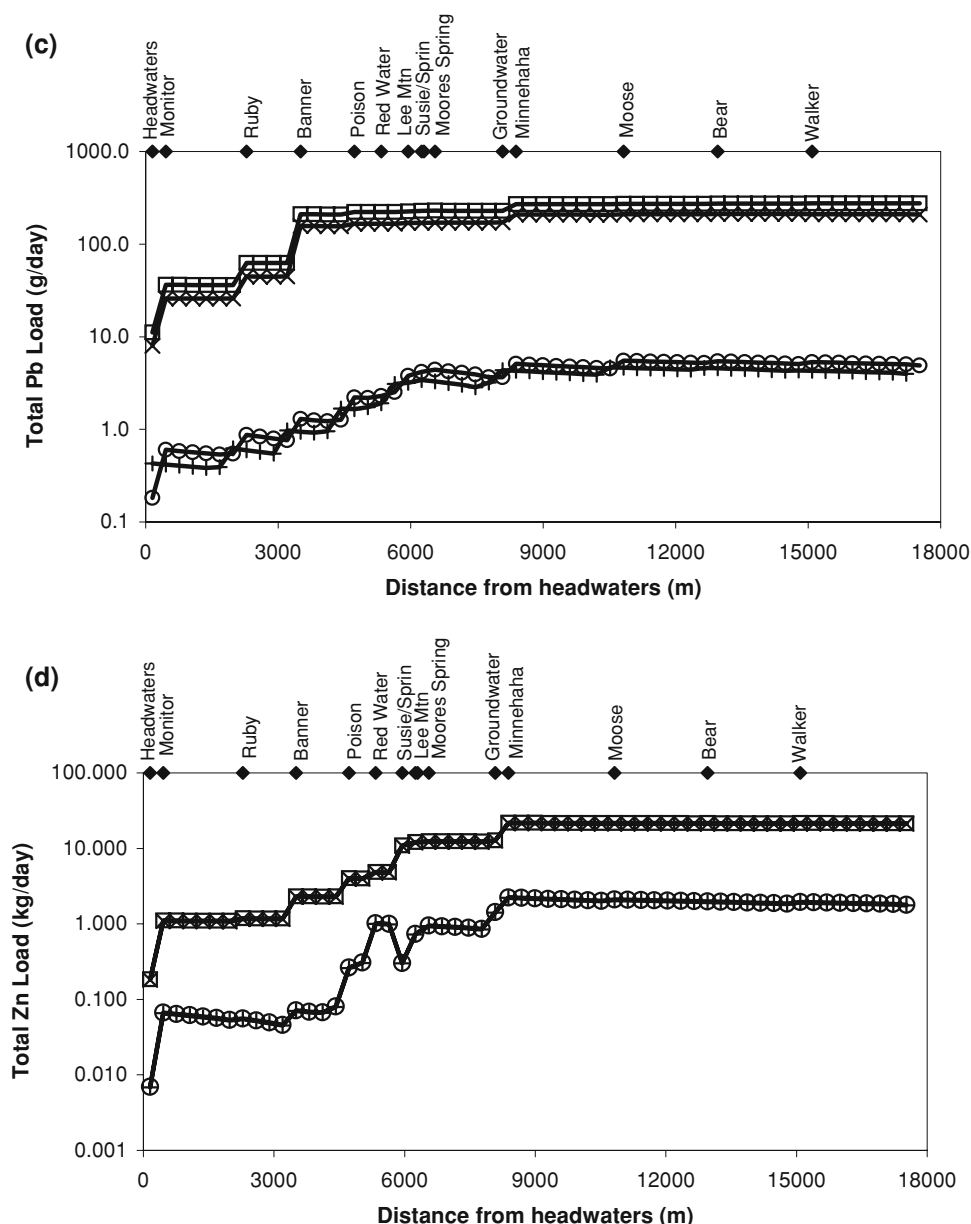 (c)
Headwaters
Monitor
Ruby
Banner
Poison
Red Water
Lee Mtn
Susie/Sprin
Moores Spring
Groundwater
Minnehaha
Moose
Bear
Walker
Total Pb Load (g/day)
1000.0
100.0
10.0
1.0
0.1
0 3000 6000 9000 12000 15000 18000
Distance from headwaters (m)
(d)
Headwaters
Monitor
Ruby
Banner
Poison
Red Water
Susie/Sprin
Lee Mtn
Moores Spring
Groundwater
Minnehaha
Moose
Bear
Walker
Total Zn Load (kg/day)
100.000
10.000
1.000
0.100
0.010
0.001
0 3000 6000 9000 12000 15000 18000
Distance from headwaters (m)